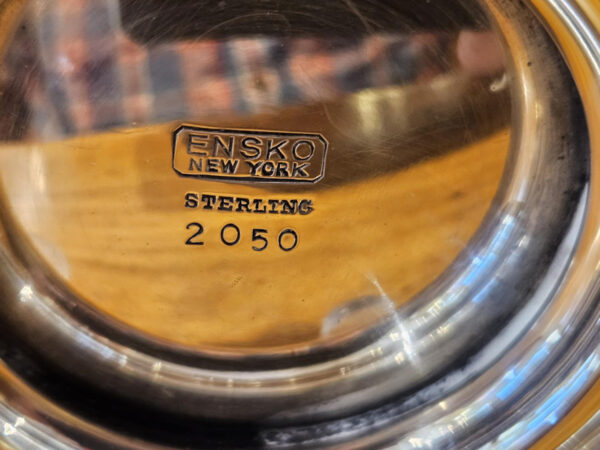 ENSKO
NEW YORK
STERLING
2050